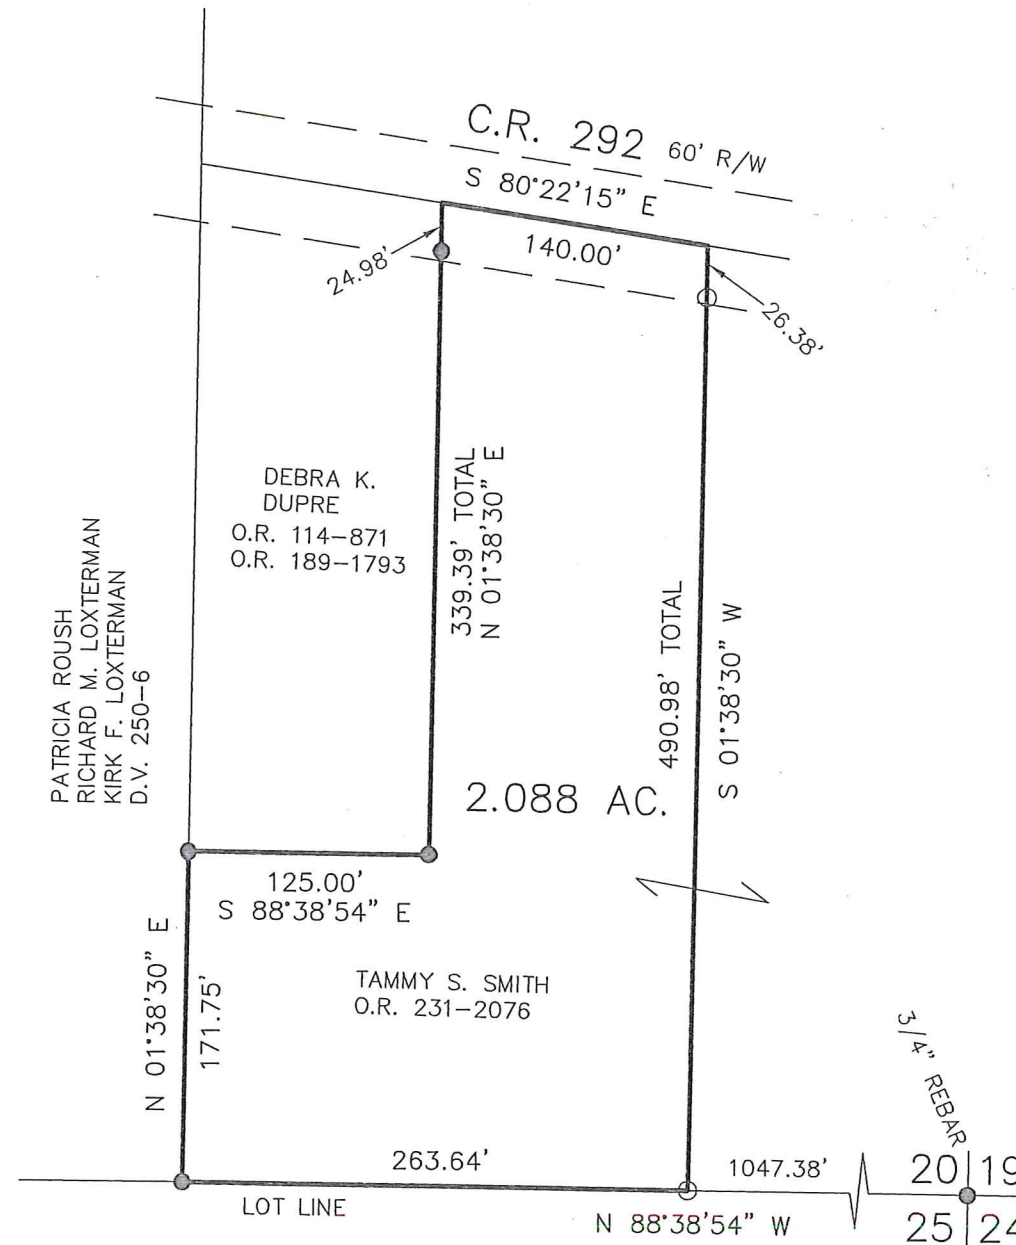 C.R. 292 60' R/W
S 80°22'15" E
140.00'
24.98'
26.38'
DEBRA K.
DUPRE
O.R. 114-871
O.R. 189-1793
339.39' TOTAL
N 01°38'30" E
PATRICIA ROUSH
RICHARD M. LOXTERMAN
KIRK F. LOXTERMAN
D.V. 250-6
490.98' TOTAL
S 01°38'30" W
2.088 AC.
125.00'
S 88°38'54" E
N 01°38'30" E
171.75'
TAMMY S. SMITH
O.R. 231-2076
3/4" REBAR
263.64'
1047.38'
20 19
LOT LINE
N 88°38'54" W
25 24